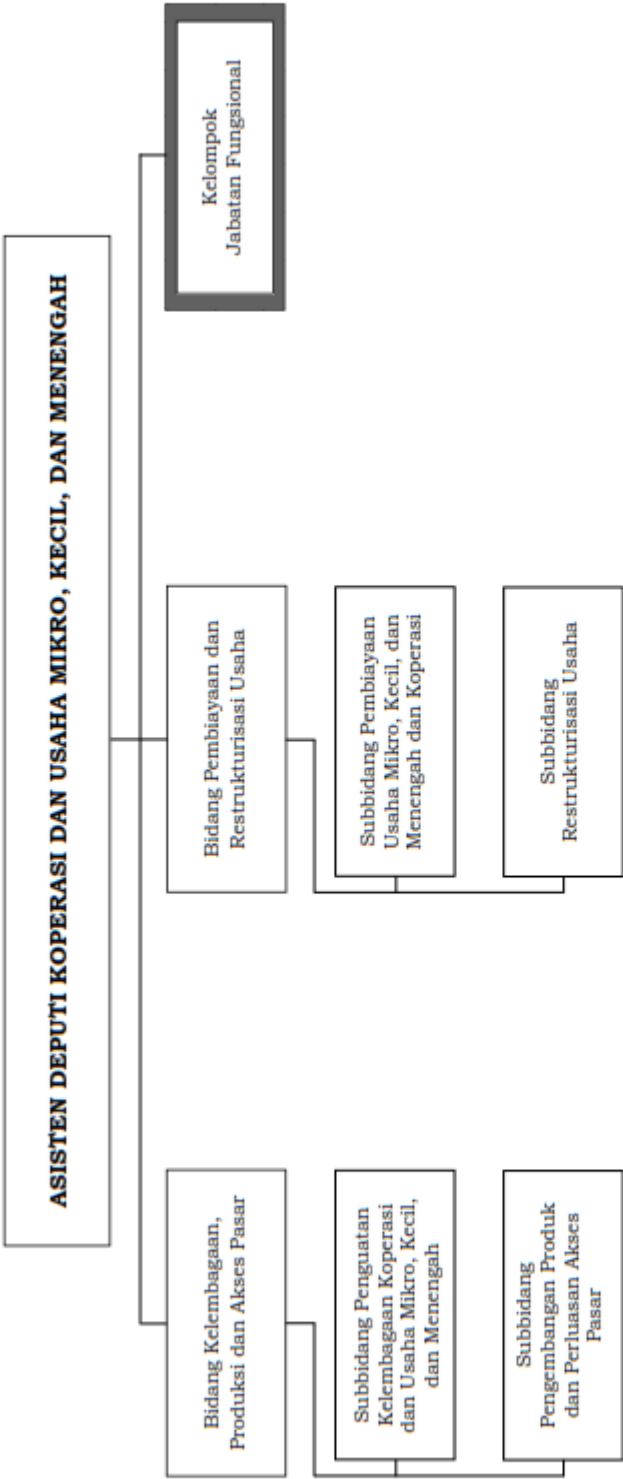 ASISTEN DEPUTI KOPERASI DAN USAHA MIKRO, KECIL, DAN MENENGAH
Bidang Kelembagaan,
Produksi dan Akses Pasar
Subbidang Penguatan
Kelembagaan Koperasi
dan Usaha Mikro, Kecil,
dan Menengah
Subbidang
Pengembangan Produk
dan Perluasan Akses
Pasar
Bidang Pembiayaan dan
Restrukturisasi Usaha
Subbidang Pembiayaan
Usaha Mikro, Kecil, dan
Menengah dan Koperasi
Subbidang
Restrukturisasi Usaha
Kelompok
Jabatan Fungsional